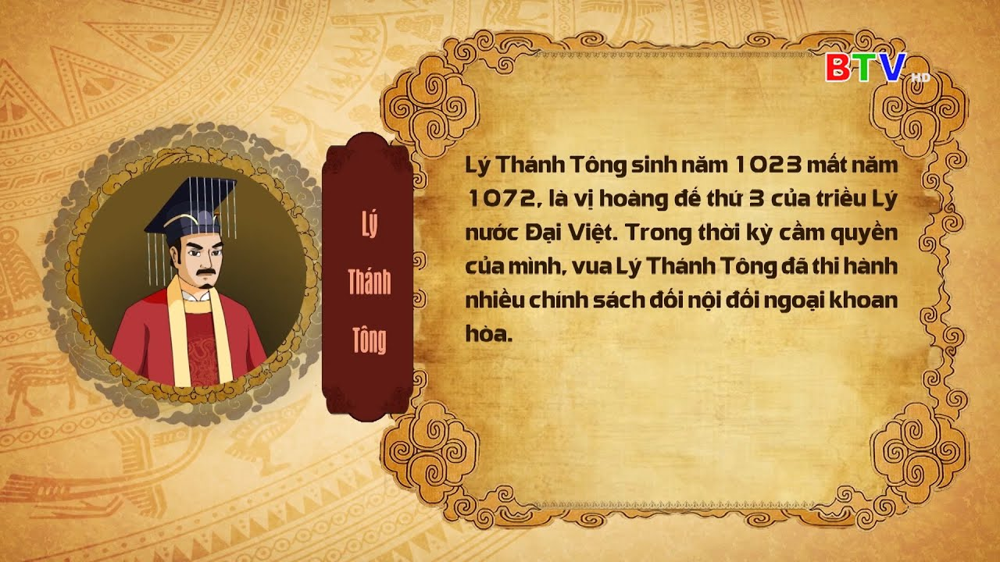 BTV HD
Lý
Thánh
Tông
Lý Thánh Tông sinh năm 1023 mất năm
1072, là vị hoàng đế thứ 3 của triều Lý
nước Đại Việt. Trong thời kỳ cầm quyền
của mình, vua Lý Thánh Tông đã thi hành
nhiều chính sách đối nội đối ngoại khoan
hòa.